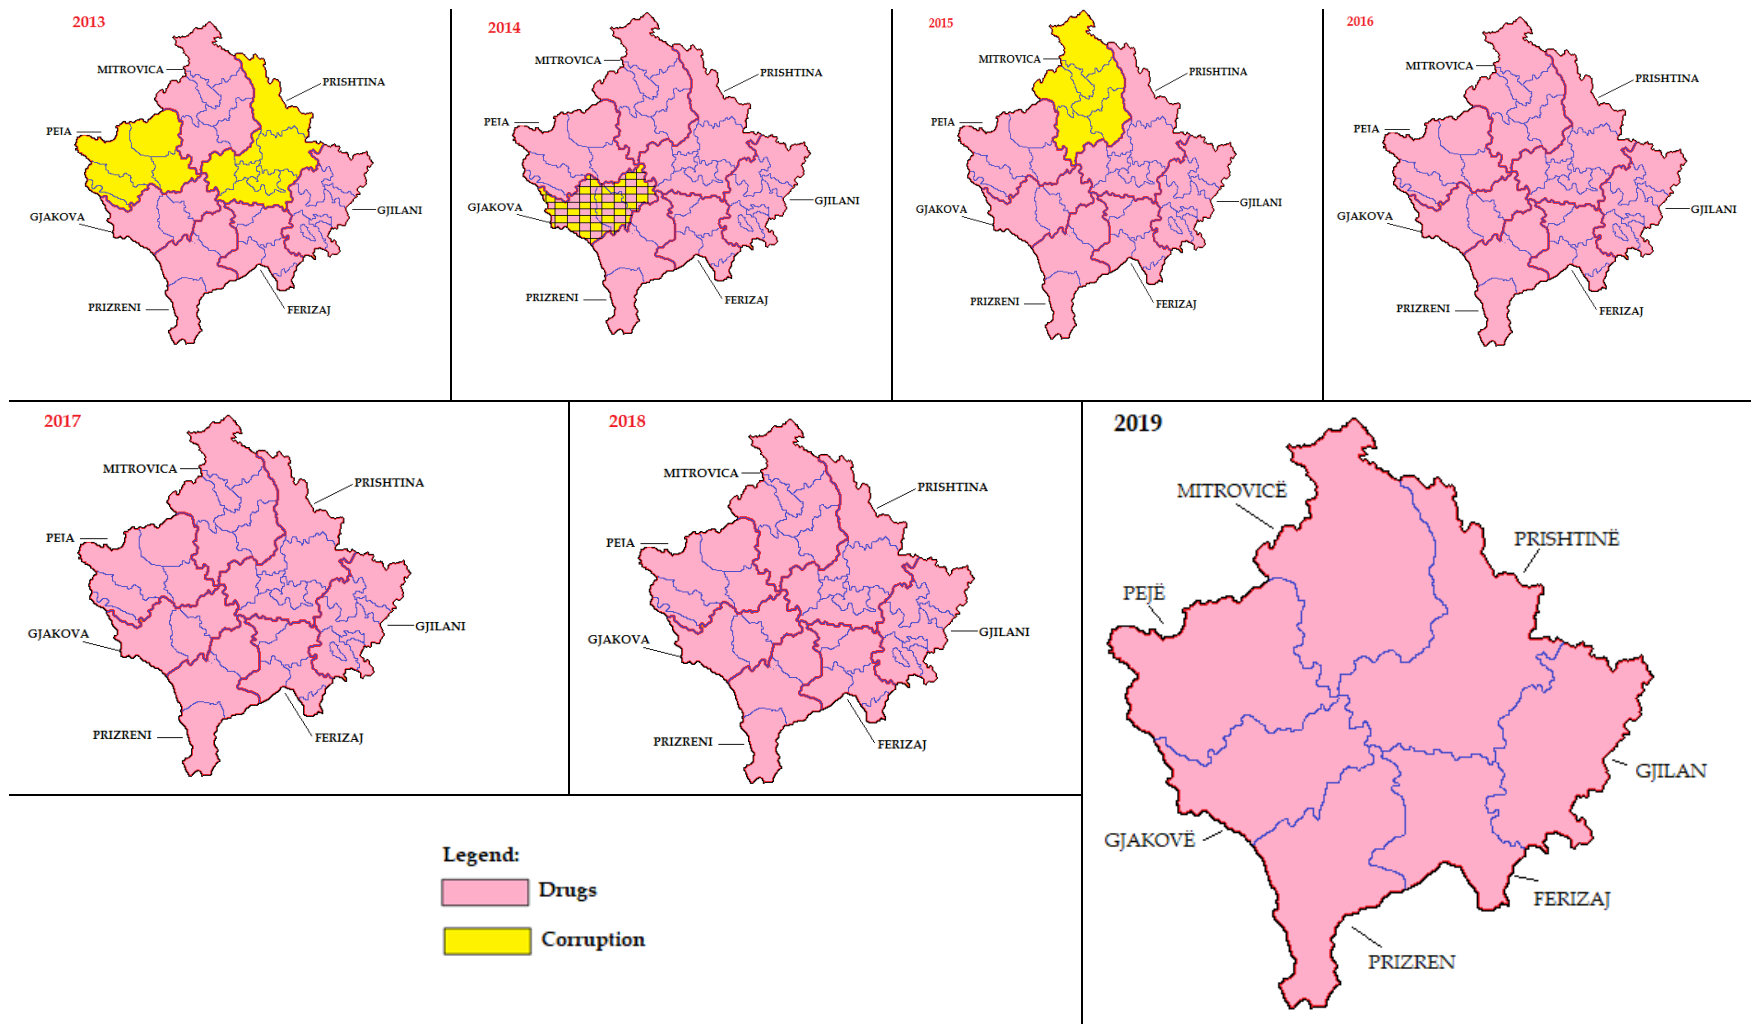 2013
MITROVICA
PRISHTINA
PEJA
GJAKOVA
GJILANI
PRIZRENI
FERIZAJ
2014
MITROVICA
PRISHTINA
PEJA
GJAKOVA
GJILANI
PRIZRENI
FERIZAJ
2015
MITROVICA
PRISHTINA
PEJA
GJAKOVA
GJILANI
PRIZRENI
FERIZAJ
2016
MITROVICA
PRISHTINA
PEJA
GJAKOVA
GJILANI
PRIZRENI
FERIZAJ
2017
MITROVICA
PRISHTINA
PEJA
GJAKOVA
GJILANI
PRIZRENI
FERIZAJ
2018
MITROVICA
PRISHTINA
PEJA
GJAKOVA
GJILANI
PRIZRENI
FERIZAJ
2019
MITROVICË
PRISHTINË
PEJË
GJILAN
GJAKOVË
FERIZAJ
PRIZREN
Legend:
Drugs
Corruption